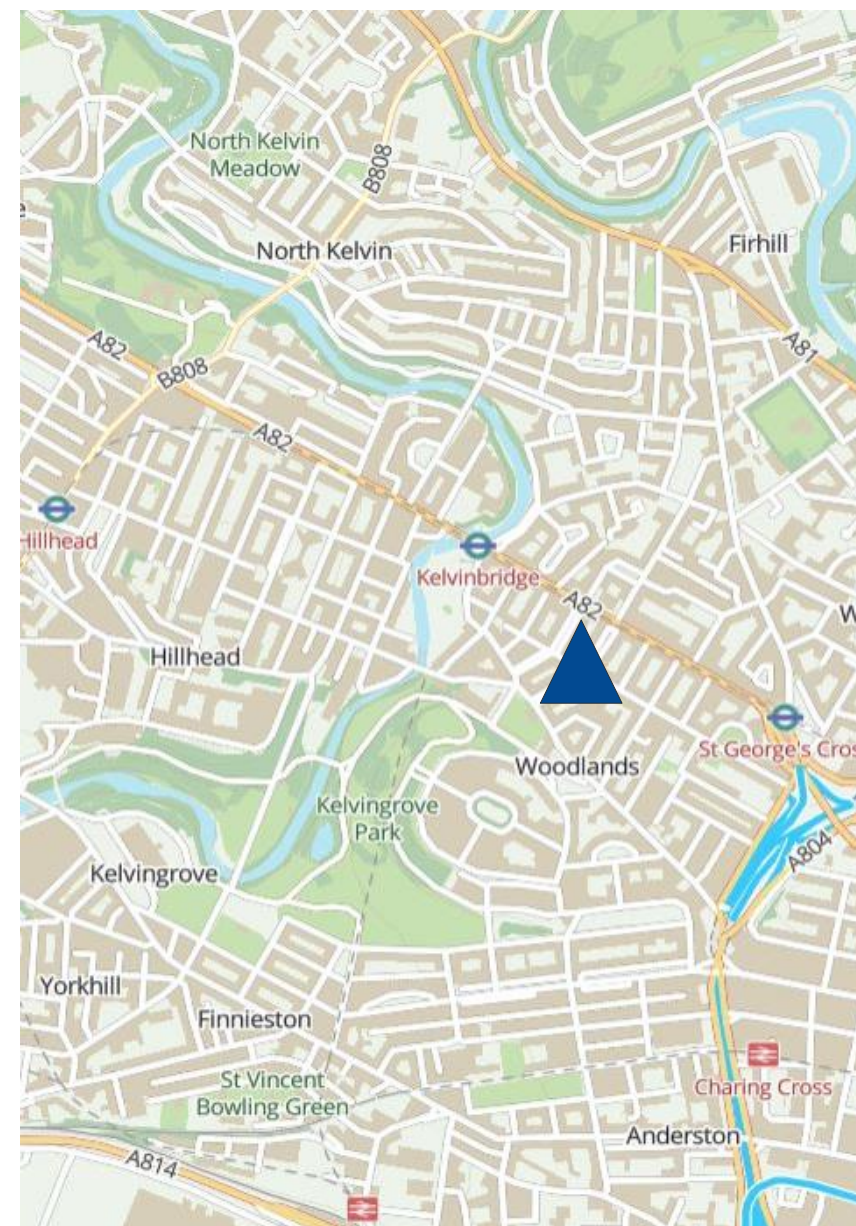 North Kelvin
Meadow
B808
North Kelvin
Firhill
A82
B808
A81
A82
Hillhead
Kelvinbridge
A82
Hillhead
St George's Cros
Woodlands
Kelvingrove
Park
A804
Kelvingrove
Yorkhill
Finnieston
St Vincent
Bowling Green
Charing Cross
Anderston
A814